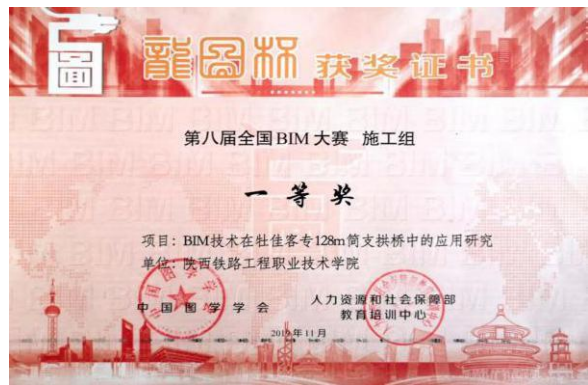 龍圖杯 获奖证书
第八届全国BIM大赛 施工组
一等奖
项目：BIM技术在牡佳客专128m简支拱桥中的应用研究
单位：陕西铁路工程职业技术学院
中国图学学会
人力资源和社会保障部
教育培训中心
2019年11月